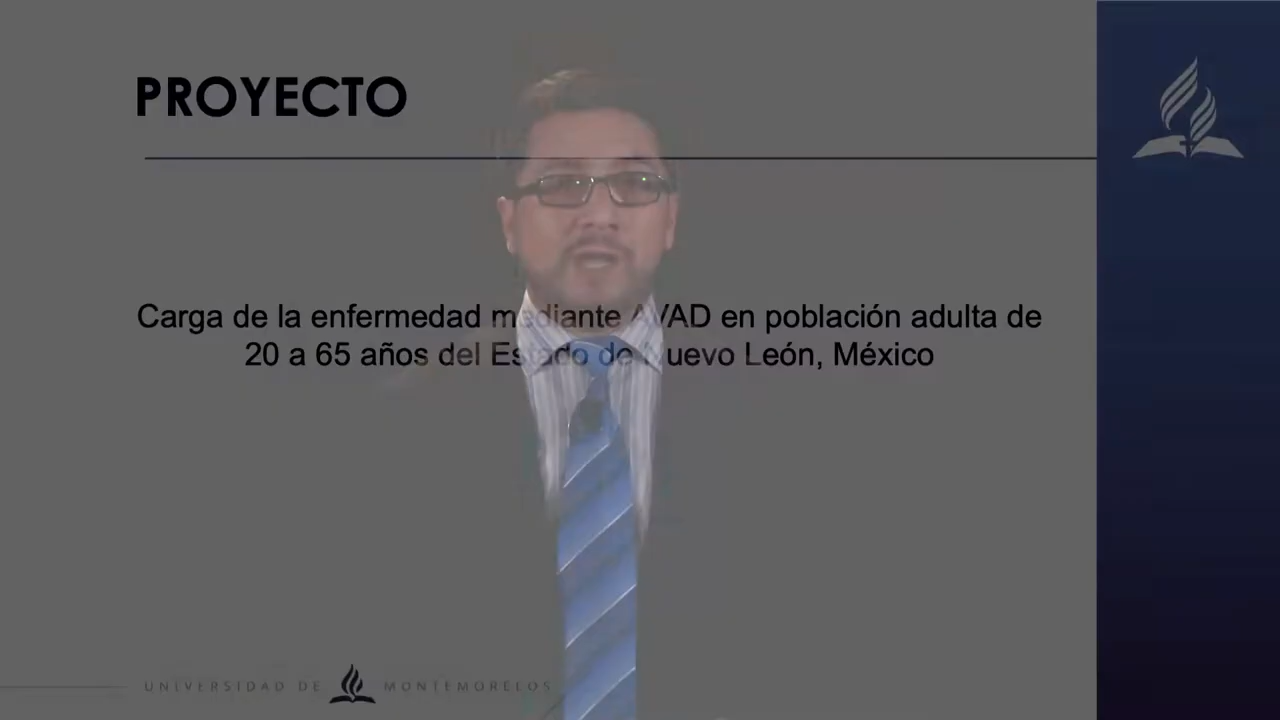 PROYECTO
Carga de la enfermedad mediante AVAD en población adulta de
20 a 65 años del Estado de Nuevo León, México
UNIVERSIDAD DE MONTEMORELOS